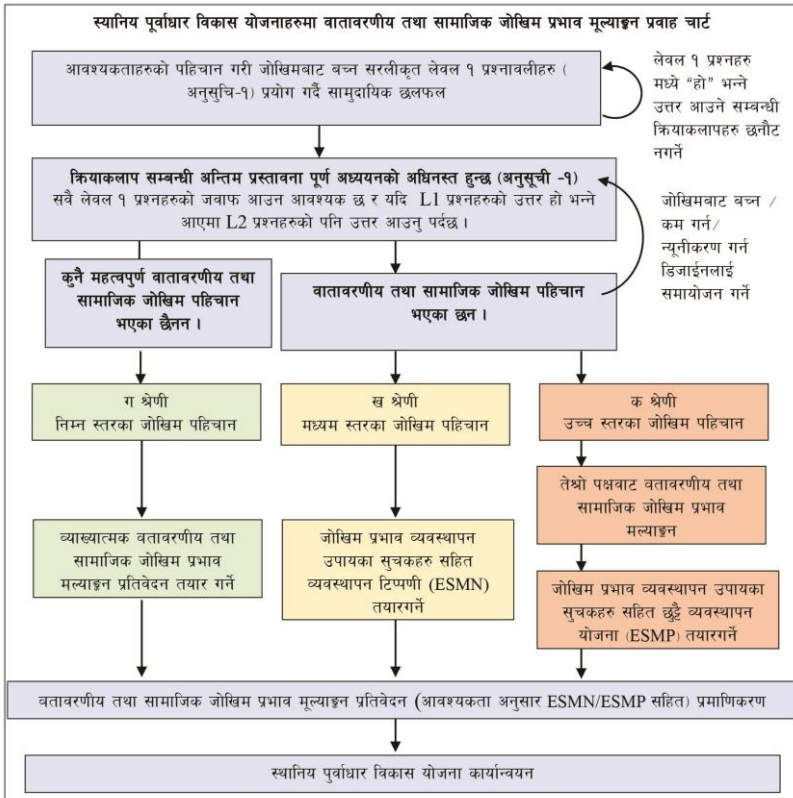 स्थानिय पूर्वाधार विकास योजनाहरुमा वातावरणीय तथा सामाजिक जोखिम प्रभाव मूल्याङ्कन प्रवाह चार्ट
आवश्यकताहरुको पहिचान गरी जोखिमबाट बच्न सरलीकृत लेवल १ प्रश्नावलीहरु (
अनुसुचि-१) प्रयोग गर्दै सामुदायिक छलफल
लेवल १ प्रश्नहरु
मध्ये “हो” भन्ने
उत्तर आउने सम्बन्धी
क्रियाकलापहरु छनौट
नगर्ने
क्रियाकलाप सम्बन्धी अन्तिम प्रस्तावना पूर्ण अध्ययनको अधिनस्त हुन्छ (अनुसूची -१)
सवै लेवल १ प्रश्नहरुको जवाफ आउन आवश्यक छ र यदि L1 प्रश्नहरुको उत्तर हो भन्ने
आएमा L2 प्रश्नहरुको पनि उत्तर आउनु पर्दछ ।
जोखिमबाट बच्न /
कम गर्न/
न्यूनीकरण गर्न
डिजाईनलाई
समायोजन गर्ने
कुनै महत्वपुर्ण वातावरणीय तथा
सामाजिक जोखिम पहिचान
भएका छैनन ।
वातावरणीय तथा सामाजिक जोखिम पहिचान
भएका छन ।
ग श्रेणी
निम्न स्तरका जोखिम पहिचान
ख श्रेणी
मध्यम स्तरका जोखिम पहिचान
क श्रेणी
उच्च स्तरका जोखिम पहिचान
तेश्रो पक्षवाट वतावरणीय तथा
सामाजिक जोखिम प्रभाव
मल्याङ्कन
व्याख्यात्मक वतावरणीय तथा
सामाजिक जोखिम प्रभाव
मल्याङ्कन प्रतिवेदन तयार गर्ने
जोखिम प्रभाव व्यवस्थापन
उपायका सुचकहरु सहित
व्यवस्थापन टिप्पणी (ESMN)
तयारगर्ने
जोखिम प्रभाव व्यवस्थापन उपायका
सुचकहरु सहित छुट्टै व्यवस्थापन
योजना (ESMP) तयारगर्ने
वतावरणीय तथा सामाजिक जोखिम प्रभाव मूल्याङ्कन प्रतिवेदन (आवश्यकता अनुसार ESMN/ESMP सहित) प्रमाणिकरण
स्थानिय पुर्वाधार विकास योजना कार्यान्वयन